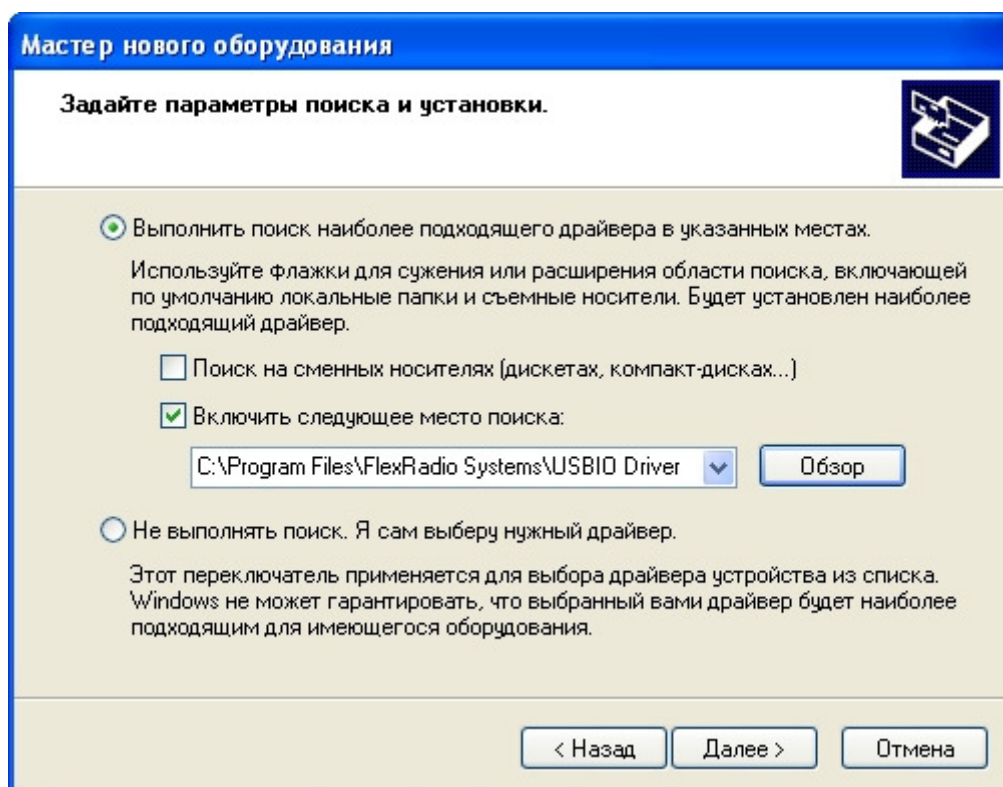 Мастер нового оборудования
Задайте параметры поиска и установки.
Выполнить поиск наиболее подходящего драйвера в указанных местах.
Используйте флажки для сужения или расширения области поиска, включающей
по умолчанию локальные папки и съемные носители. Будет установлен наиболее
подходящий драйвер.
Поиск на сменных носителях (дискетах, компакт-дисках...)
Включить следующее место поиска:
C:\Program Files\FlexRadio Systems\USBIO Driver
Обзор
Не выполнять поиск. Я сам выберу нужный драйвер.
Этот переключатель применяется для выбора драйвера устройства из списка.
Windows не может гарантировать, что выбранный вами драйвер будет наиболее
подходящим для имеющегося оборудования.
< Назад Далее > Отмена